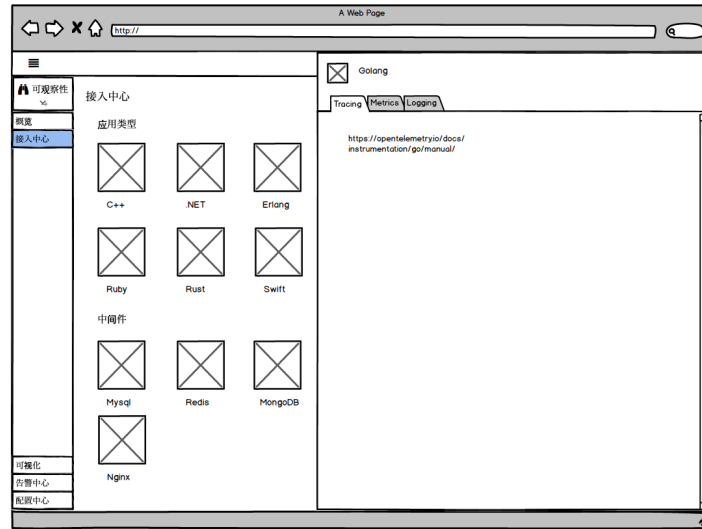 A Web Page
http://
可观察性
概览
接入中心
可视化
告警中心
配置中心
接入中心
应用类型
C++
.NET
Erlang
Ruby
Rust
Swift
中间件
Mysql
Redis
MongoDB
Nginx
Golang
Tracing
Metrics
Logging
https://opentelemetry.io/docs/
instrumentation/go/manual/